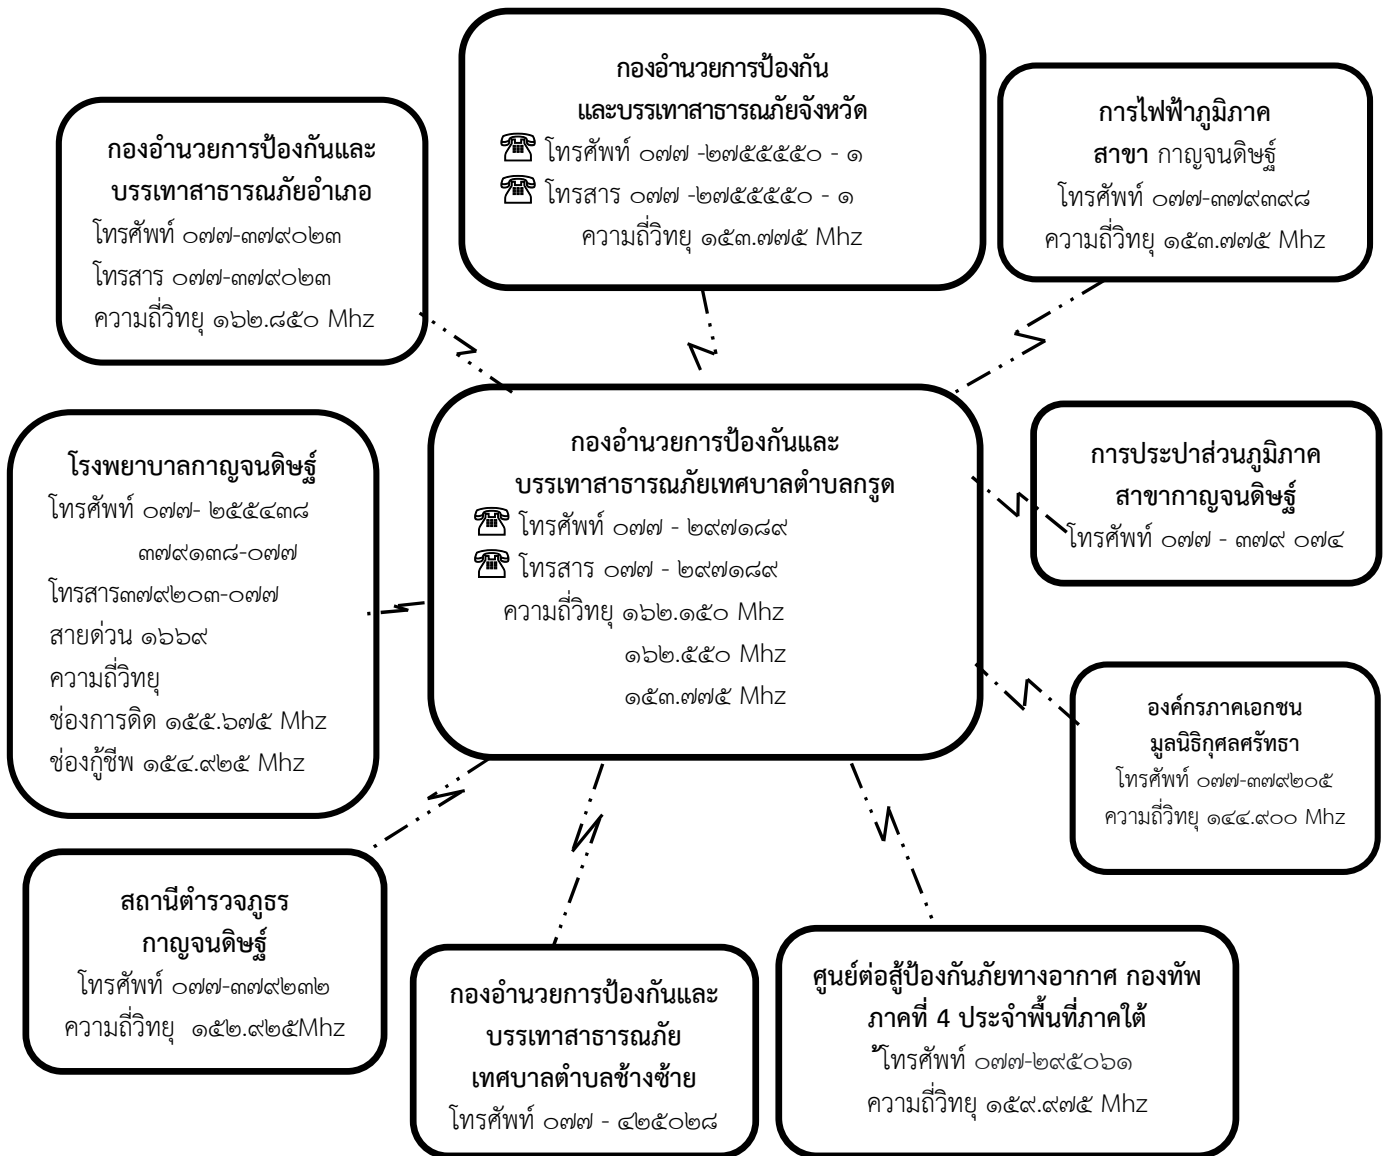 กองอำนวยการป้องกัน
และบรรเทาสาธารณภัยจังหวัด
☎ โทรศัพท์ ๐๗๗ -๒๗๕๕๕๕๐ - ๑
☎ โทรสาร ๐๗๗ -๒๗๕๕๕๕๐ - ๑
ความถี่วิทยุ ๑๕๓.๗๗๕ Mhz
กองอำนวยการป้องกันและ
บรรเทาสาธารณภัยอำเภอ
โทรศัพท์ ๐๗๗-๓๗๙๐๒๓
โทรสาร ๐๗๗-๓๗๙๐๒๓
ความถี่วิทยุ ๑๖๒.๘๕๐ Mhz
การไฟฟ้าภูมิภาค
สาขา กาญจนดิษฐ์
โทรศัพท์ ๐๗๗-๓๗๙๓๙๘
ความถี่วิทยุ ๑๕๓.๗๗๕ Mhz
โรงพยาบาลกาญจนดิษฐ์
โทรศัพท์ ๐๗๗- ๒๕๕๔๓๘
๓๗๙๑๓๘-๐๗๗
โทรสาร๓๗๙๒๐๓-๐๗๗
สายด่วน ๑๖๖๙
ความถี่วิทยุ
ช่องการดิด ๑๕๕.๖๗๕ Mhz
ช่องกู้ชีพ ๑๕๔.๙๒๕ Mhz
กองอำนวยการป้องกันและ
บรรเทาสาธารณภัยเทศบาลตำบลกรูด
☎ โทรศัพท์ ๐๗๗ - ๒๙๗๑๘๙
☎ โทรสาร ๐๗๗ - ๒๙๗๑๘๙
ความถี่วิทยุ ๑๖๒.๑๕๐ Mhz
๑๖๒.๕๕๐ Mhz
๑๕๓.๗๗๕ Mhz
การประปาส่วนภูมิภาค
สาขากาญจนดิษฐ์
โทรศัพท์ ๐๗๗ - ๓๗๙ ๐๗๔
องค์กรภาคเอกชน
มูลนิธิกุศลศรัทธา
โทรศัพท์ ๐๗๗-๓๗๙๒๐๕
ความถี่วิทยุ ๑๔๔.๙๐๐ Mhz
สถานีตำรวจภูธร
กาญจนดิษฐ์
โทรศัพท์ ๐๗๗-๓๗๙๒๓๒
ความถี่วิทยุ ๑๕๒.๙๒๕Mhz
กองอำนวยการป้องกันและ
บรรเทาสาธารณภัย
เทศบาลตำบลช้างซ้าย
โทรศัพท์ ๐๗๗ - ๔๒๕๐๒๘
ศูนย์ต่อสู้ป้องกันภัยทางอากาศ กองทัพ
ภาคที่ 4 ประจำพื้นที่ภาคใต้
้โทรศัพท์ ๐๗๗-๒๙๕๐๖๑
ความถี่วิทยุ ๑๕๙.๙๗๕ Mhz